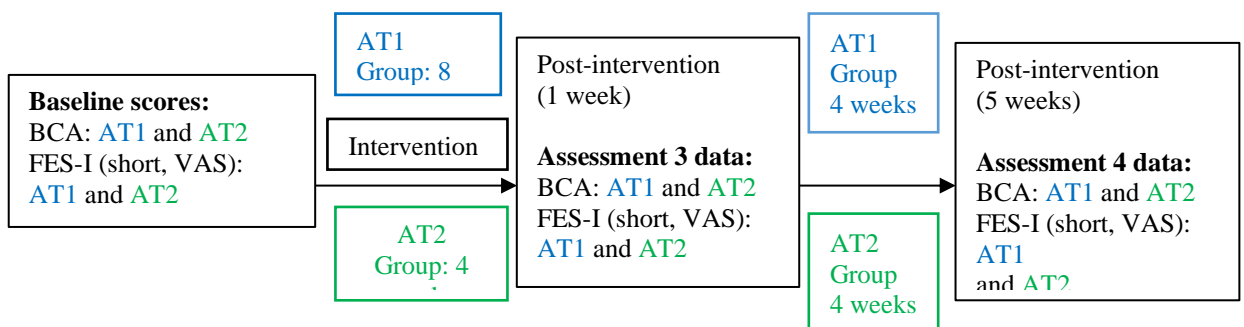 Baseline scores:
BCA: AT1 and AT2
FES-I (short, VAS):
AT1 and AT2
AT1
Group: 8
Intervention
AT2
Group: 4
Post-intervention
(1 week)
Assessment 3 data:
BCA: AT1 and AT2
FES-I (short, VAS):
AT1 and AT2
AT1
Group
4 weeks
AT2
Group
4 weeks
Post-intervention
(5 weeks)
Assessment 4 data:
BCA: AT1 and AT2
FES-I (short, VAS):
AT1
and AT2